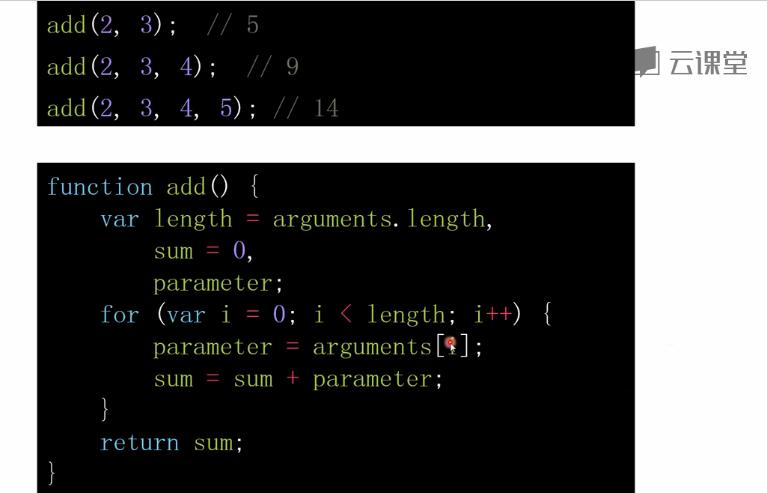 add(2, 3);  // 5
add(2, 3, 4);  // 9
云课堂
add(2, 3, 4, 5); // 14
function add() {
    var length = arguments.length,
        sum = 0,
        parameter;
    for (var i = 0; i < length; i++) {
        parameter = arguments[ ];
        sum = sum + parameter;
    }
    return sum;
}